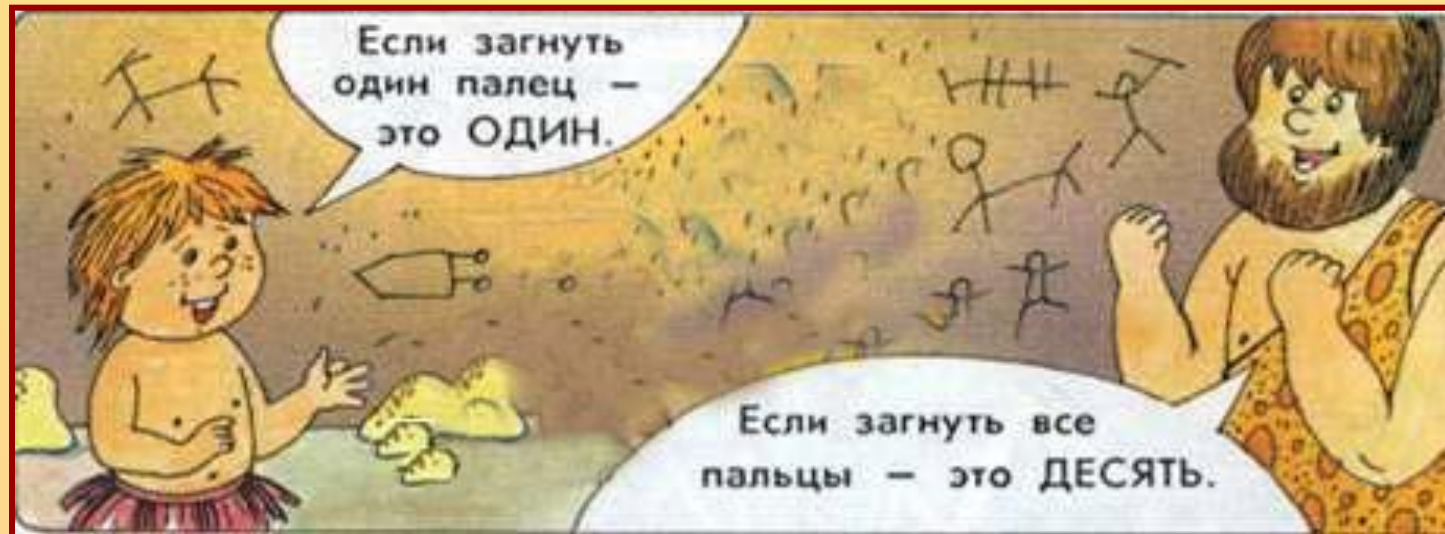 Если загнуть
один палец —
это ОДИН.
Если загнуть все
пальцы — это ДЕСЯТЬ.